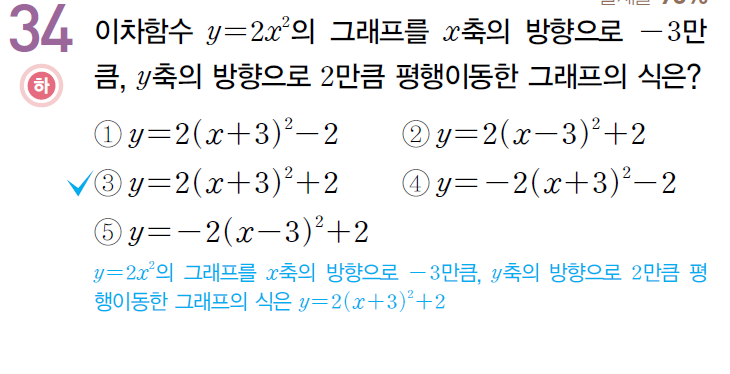 34 이차함수 y=2x²의 그래프를 x축의 방향으로 -3만
하 큼, y축의 방향으로 2만큼 평행이동한 그래프의 식은?
① y=2(x+3)²-2 ② y=2(x-3)²+2
③ y=2(x+3)²+2 ④ y=-2(x+3)²-2
⑤ y=-2(x-3)²+2
y=2x²의 그래프를 x축의 방향으로 -3만큼, y축의 방향으로 2만큼 평
행이동한 그래프의 식은 y=2(x+3)²+2